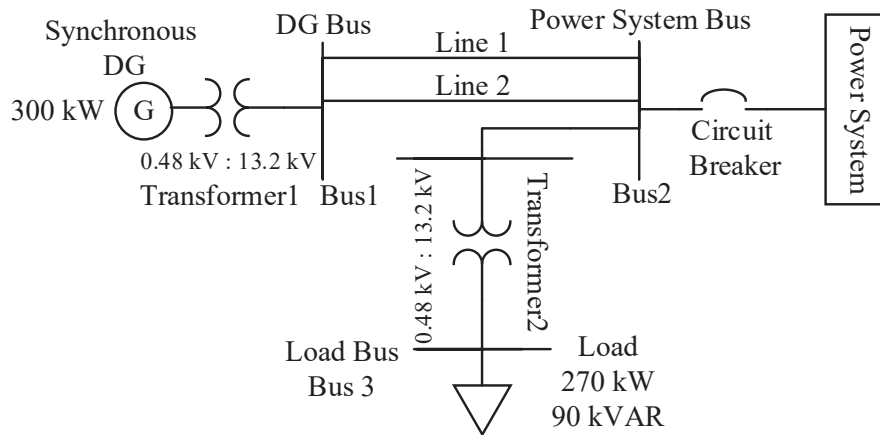 Synchronous
DG
300 kW
G
0.48 kV : 13.2 kV
Transformer1
DG Bus
Bus1
Line 1
Line 2
Power System Bus
Bus2
Circuit
Breaker
Power System
0.48 kV : 13.2 kV
Transformer2
Load Bus
Bus 3
Load
270 kW
90 kVAR